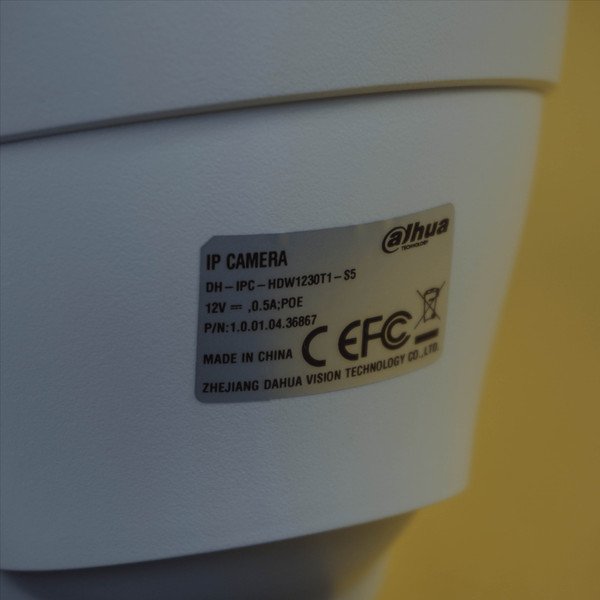 alhua
TECHNOLOGY
IP CAMERA
DH-IPC-HDW1230T1-S5
12V ⎓ ,0.5A;POE
P/N:1.0.01.04.36867
MADE IN CHINA CE FC
ZHEJIANG DAHUA VISION TECHNOLOGY CO.,LTD.